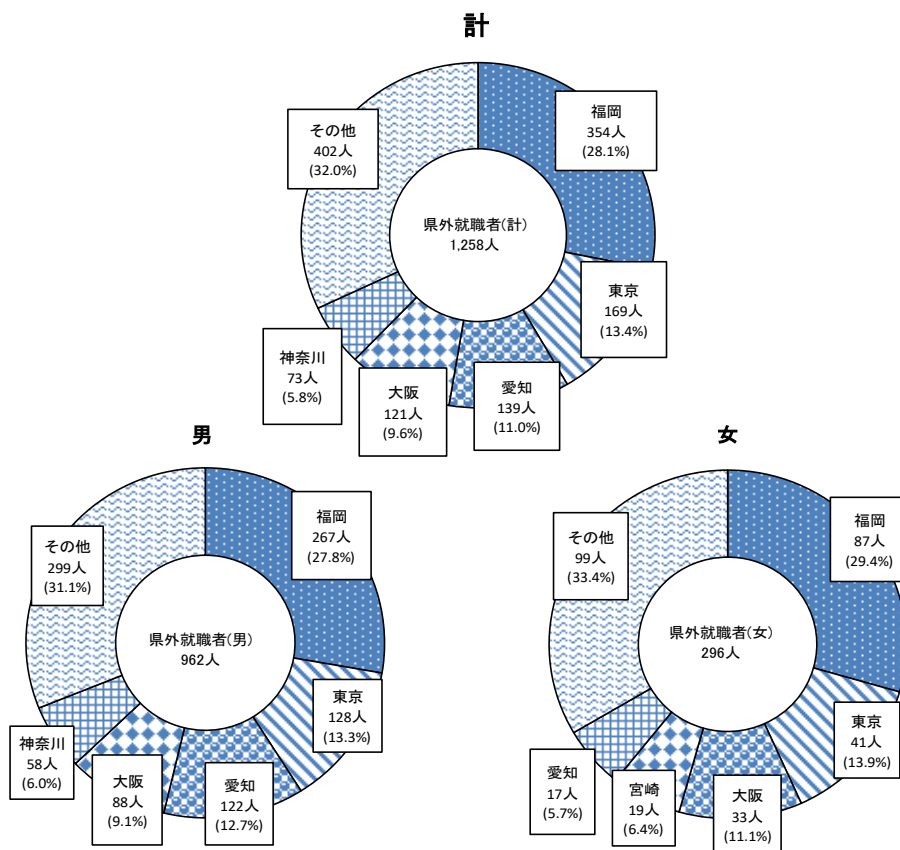 計
福岡
354人
(28.1%)
東京
169人
(13.4%)
愛知
139人
(11.0%)
大阪
121人
(9.6%)
神奈川
73人
(5.8%)
その他
402人
(32.0%)
県外就職者(計)
1,258人
男
福岡
267人
(27.8%)
東京
128人
(13.3%)
愛知
122人
(12.7%)
大阪
88人
(9.1%)
神奈川
58人
(6.0%)
その他
299人
(31.1%)
県外就職者(男)
962人
女
福岡
87人
(29.4%)
東京
41人
(13.9%)
大阪
33人
(11.1%)
宮崎
19人
(6.4%)
愛知
17人
(5.7%)
その他
99人
(33.4%)
県外就職者(女)
296人